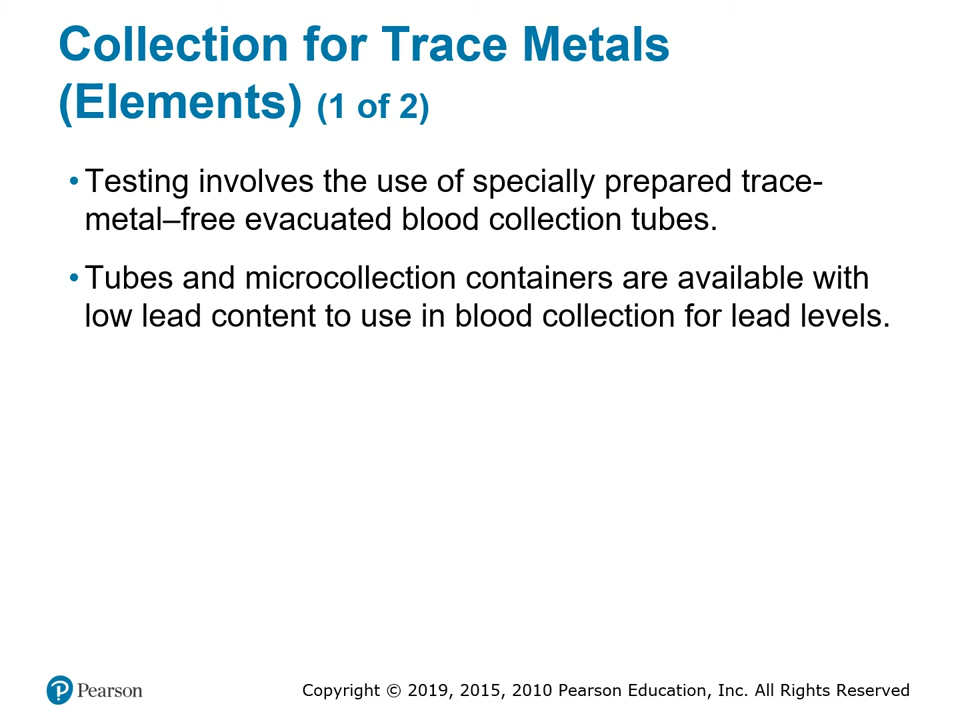 Collection for Trace Metals
(Elements) (1 of 2)
• Testing involves the use of specially prepared trace-
metal–free evacuated blood collection tubes.
• Tubes and microcollection containers are available with
low lead content to use in blood collection for lead levels.
Pearson
Copyright © 2019, 2015, 2010 Pearson Education, Inc. All Rights Reserved